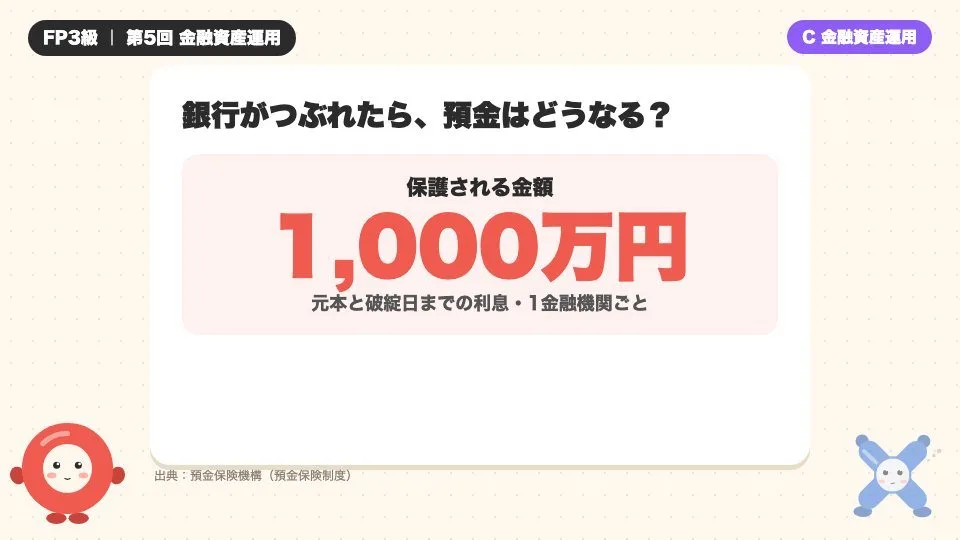 FP3級 | 第5回 金融資産運用
C 金融資産運用
銀行がつぶれたら、預金はどうなる？
保護される金額
1,000万円
元本と破綻日までの利息・1金融機関ごと
出典：預金保険機構（預金保険制度）